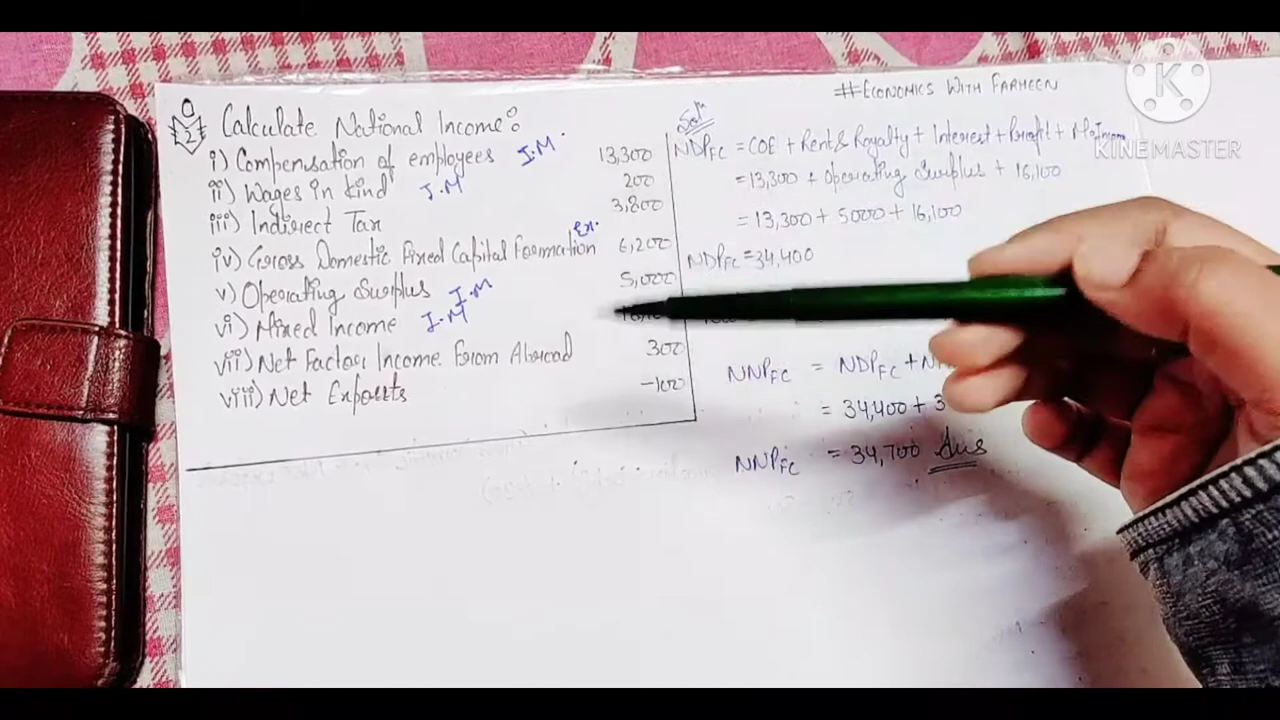 #ECONOMICS WITH FARHEEN
K
KINEMASTER
Q 2
Calculate National Income:
i) Compensation of employees I.M. 13,300
ii) Wages in kind I.M 200
iii) Indirect Tax 3,800
iv) Gross Domestic Fixed Capital Formation Ex. 6,200
v) Operating Surplus I.M 5,000
vi) Mixed Income I.M
vii) Net Factor Income From Abroad 300
viii) Net Exports -100
Solⁿ
NDPFC = COE + Rent & Royalty + Interest + Profit + M. Income
= 13,300 + Operating Surplus + 16,100
= 13,300 + 5000 + 16,100
NDPFC = 34,400
NNPFC = NDPFC + N
= 34,400 + 3
NNPFC = 34,700 Ans